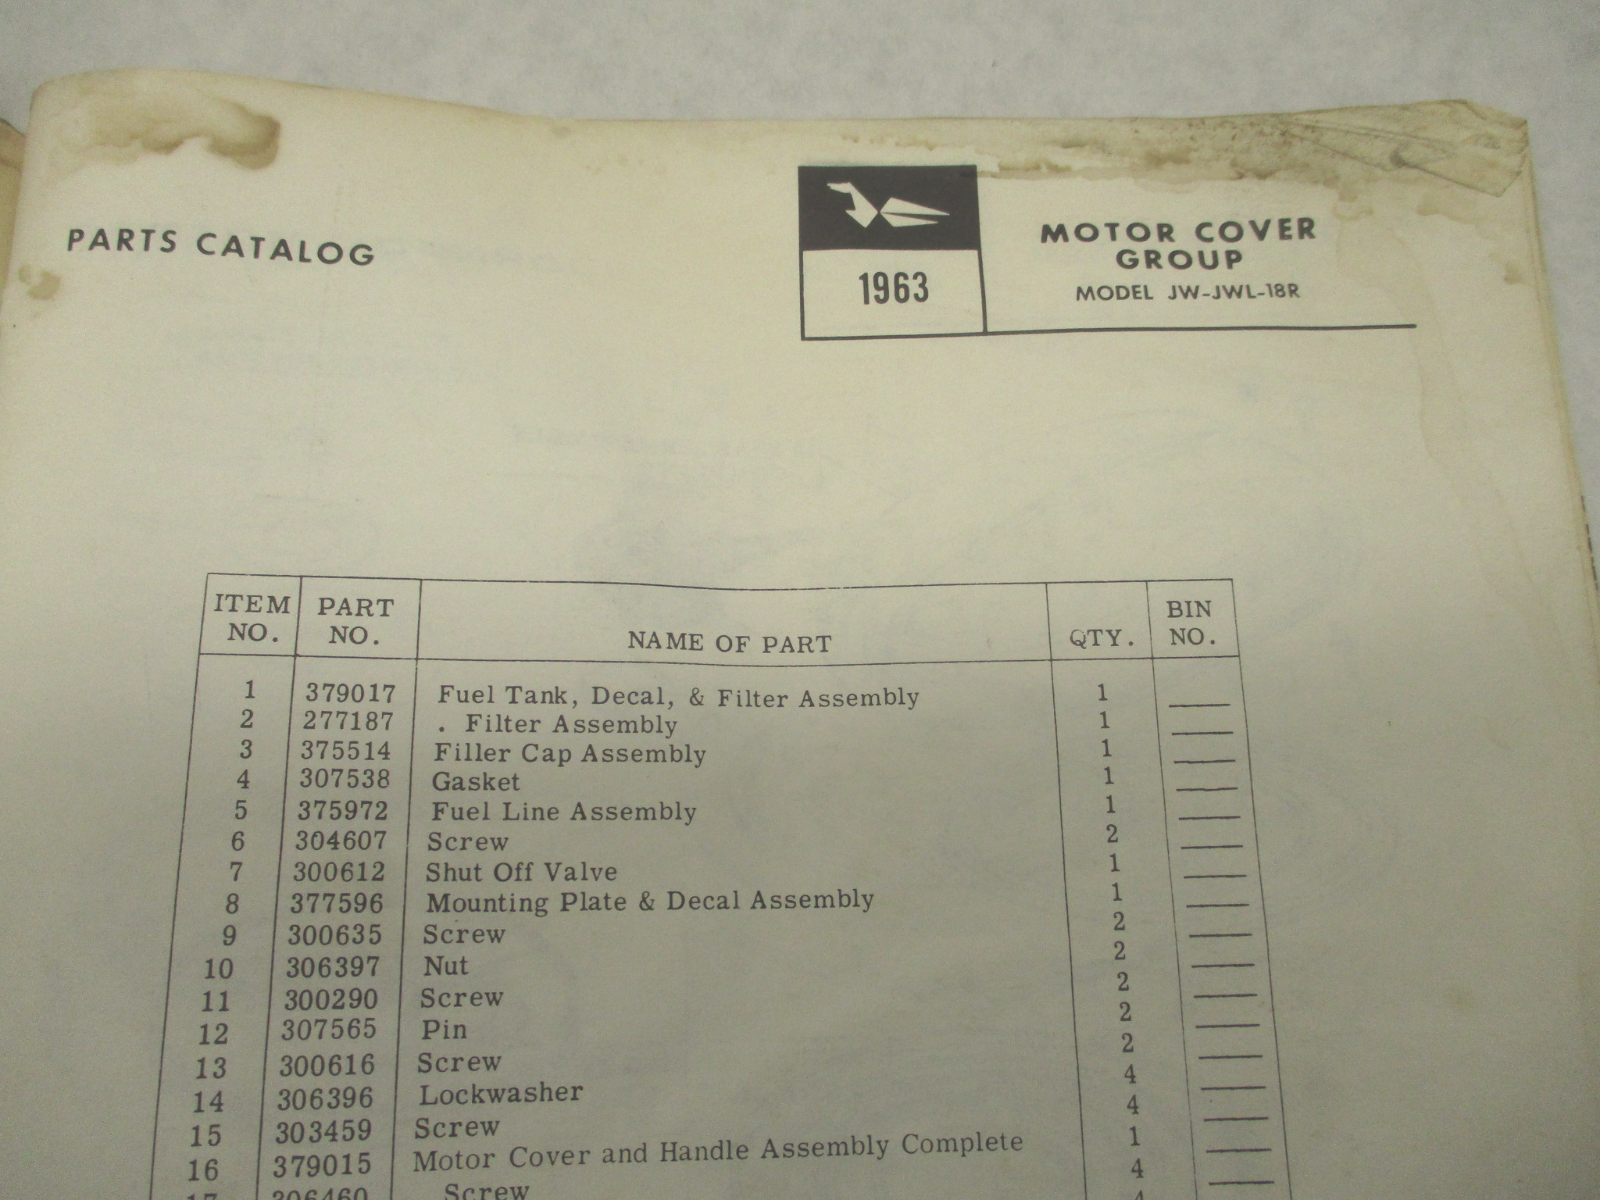 PARTS CATALOG
1963
MOTOR COVER
GROUP
MODEL JW-JWL-18R
ITEM NO. PART NO. NAME OF PART QTY. BIN NO.
1 379017 Fuel Tank, Decal, & Filter Assembly 1
2 277187 . Filter Assembly 1
3 375514 Filler Cap Assembly 1
4 307538 Gasket 1
5 375972 Fuel Line Assembly 1
6 304607 Screw 2
7 300612 Shut Off Valve 1
8 377596 Mounting Plate & Decal Assembly 1
9 300635 Screw 2
10 306397 Nut 2
11 300290 Screw 2
12 307565 Pin 2
13 300616 Screw 2
14 306396 Lockwasher 4
15 303459 Screw 4
16 379015 Motor Cover and Handle Assembly Complete 1
17 306460 Screw 4